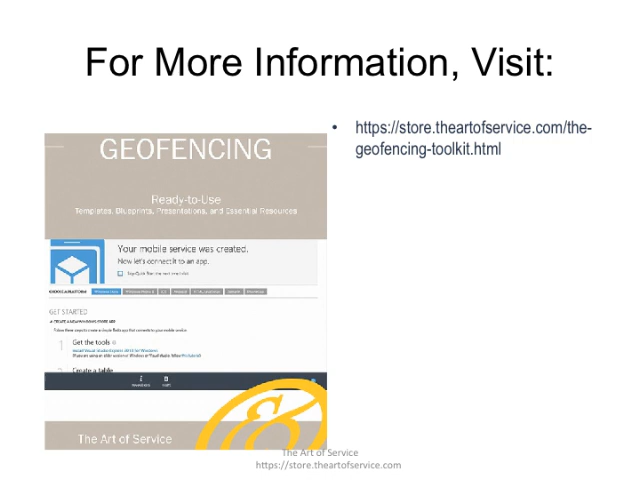 For More Information, Visit:
• https://store.theartofservice.com/the-
geofencing-toolkit.html
GEOFENCING
Ready-to-Use
Templates, Blueprints, Presentations, and Essential Resources
Your mobile service was created.
Now let's connect it to an app.
GET STARTED
1 Get the tools
2 Create a table
The Art of Service
The Art of Service
https://store.theartofservice.com